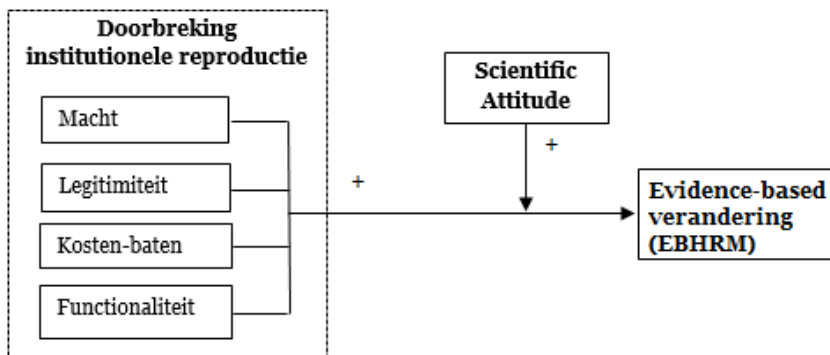 Doorbreking
institutionele reproductie
Macht
Legitimiteit
Kosten-baten
Functionaliteit
+
Scientific
Attitude
+
Evidence-based
verandering
(EBHRM)